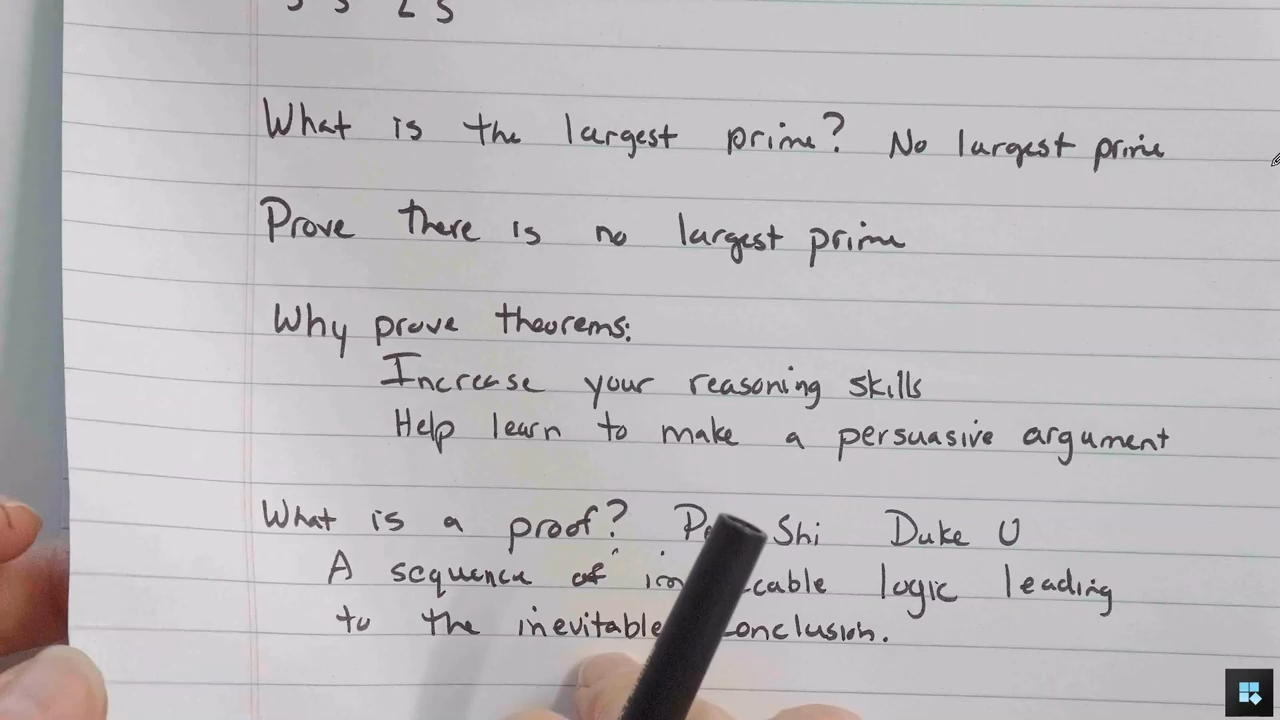 What is the largest prime? No largest prime
Prove there is no largest prime
Why prove theorems:
Increase your reasoning skills
Help learn to make a persuasive argument
What is a proof? Shi Duke U
A sequence of logic leading
to the inevitable conclusion.